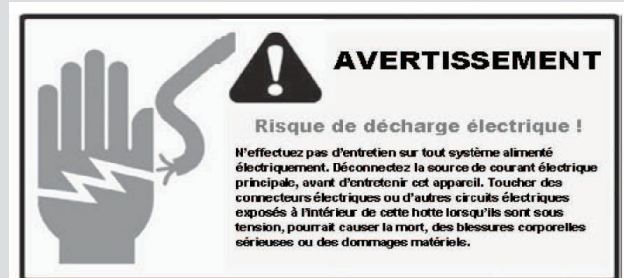 AVERTISSEMENT
Risque de décharge électrique !
N'effectuez pas d'entretien sur tout système alimenté
électriquement. Déconnectez la source de courant électrique
principale, avant d'entretenir cet appareil. Toucher des
connecteurs électriques ou d'autres circuits électriques
exposés à l'intérieur de cette hotte lorsqu'ils sont sous
tension, pourrait causer la mort, des blessures corporelles
sérieuses ou des dommages matériels.